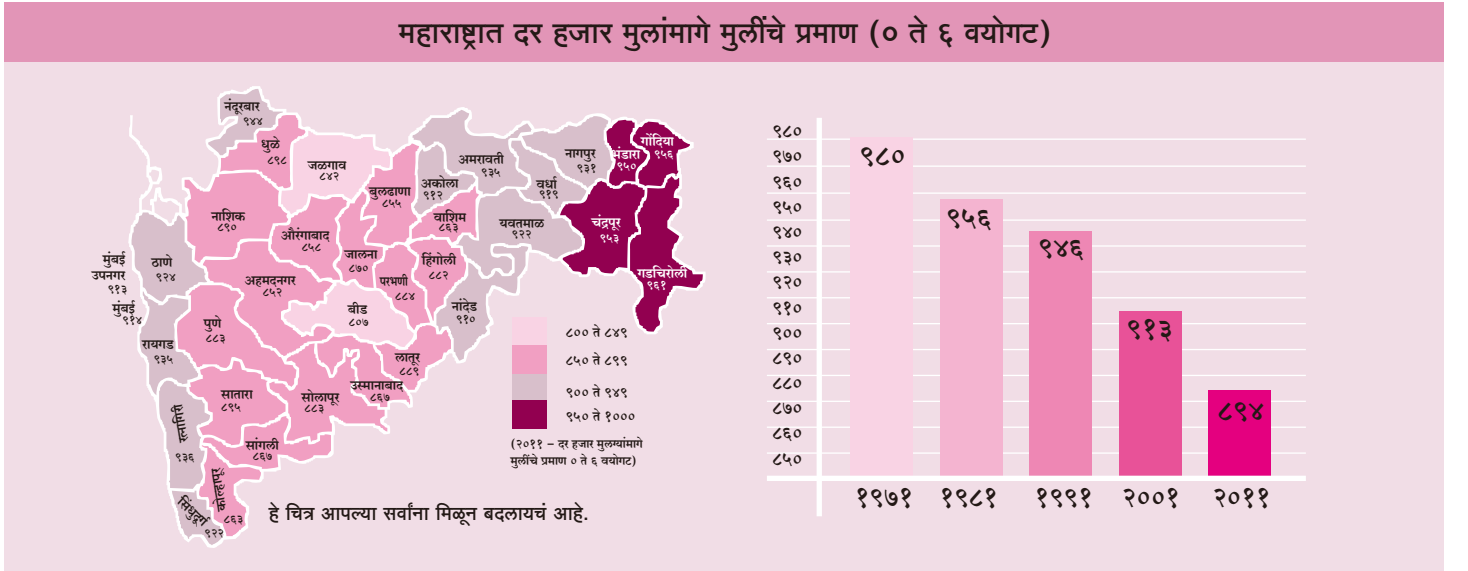 महाराष्ट्रात दर हजार मुलांमागे मुलींचे प्रमाण (० ते ६ वयोगट)
नंदूरबार
९४४
धुळे
८९८
जळगाव
८४२
बुलढाणा
८५५
अकोला
९१२
अमरावती
९३५
वर्धा
९१९
नागपूर
९३१
भंडारा
९५०
गोंदिया
९५६
नाशिक
८९०
औरंगाबाद
८५८
जालना
८७०
वाशिम
८६३
यवतमाळ
९२२
चंद्रपूर
९५३
गडचिरोली
९६१
मुंबई
उपनगर
९१३
मुंबई
९१४
ठाणे
९२४
अहमदनगर
८५२
परभणी
८८४
हिंगोली
८८२
बीड
८०७
नांदेड
९१०
रायगड
९३५
पुणे
८८३
लातूर
८८९
उस्मानाबाद
८६७
सातारा
८९५
सोलापूर
८८३
रत्नागिरी
९३६
सांगली
८६७
कोल्हापूर
८६३
सिंधुदूर्ग
९२२
८०० ते ८४९
८५० ते ८९९
९०० ते ९४९
९५० ते १०००
(२०११ – दर हजार मुलग्यांमागे
मुलींचे प्रमाण ० ते ६ वयोगट)
हे चित्र आपल्या सर्वांना मिळून बदलायचं आहे.
९८०
९७०
९६०
९५०
९४०
९३०
९२०
९१०
९००
८९०
८८०
८७०
८६०
८५०
९८०
९५६
९४६
९१३
८९४
१९७१
१९८१
१९९१
२००१
२०११